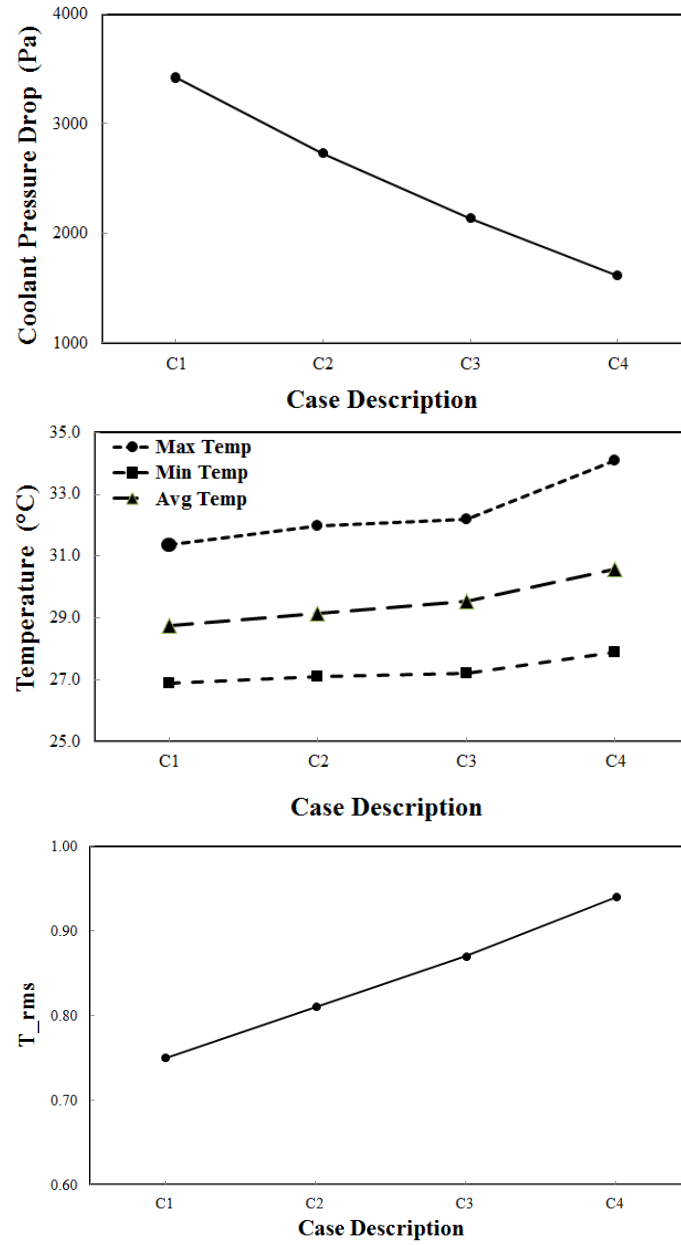 4000
3000
2000
1000
Coolant Pressure Drop (Pa)
C1 C2 C3 C4
Case Description
35.0
33.0
31.0
29.0
27.0
25.0
Temperature (°C)
Max Temp
Min Temp
Avg Temp
C1 C2 C3 C4
Case Description
1.00
0.90
0.80
0.70
0.60
T_rms
C1 C2 C3 C4
Case Description